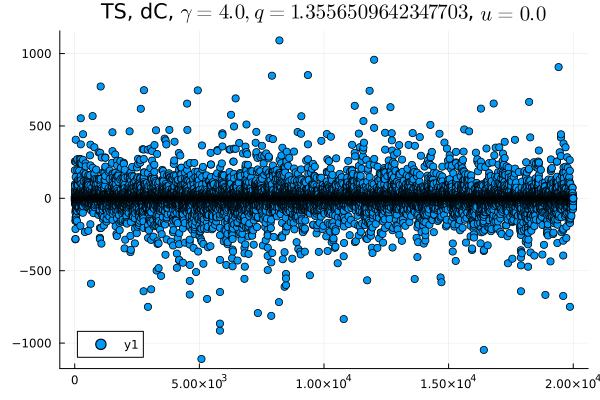 TS, dC, γ = 4.0, q = 1.3556509642347703, u = 0.0
1000
500
0
−500
−1000
y1
0 5.00×10³ 1.00×10⁴ 1.50×10⁴ 2.00×10⁴